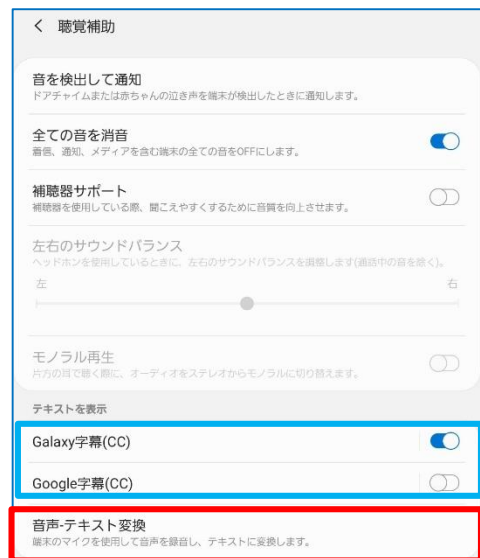 聴覚補助
音を検出して通知
ドアチャイムまたは赤ちゃんの泣き声を端末が検出したときに通知します。
全ての音を消音
着信、通知、メディアを含む端末の全ての音をOFFにします。
補聴器サポート
補聴器を使用している際、聞こえやすくするために音質を向上させます。
左右のサウンドバランス
ヘッドホンを使用しているときに、左右のサウンドバランスを調整します(通話中の音を除く)。
左 右
モノラル再生
片方の耳で聴く際に、オーディオをステレオからモノラルに切り替えます。
テキストを表示
Galaxy字幕(CC)
Google字幕(CC)
音声-テキスト変換
端末のマイクを使用して音声を録音し、テキストに変換します。